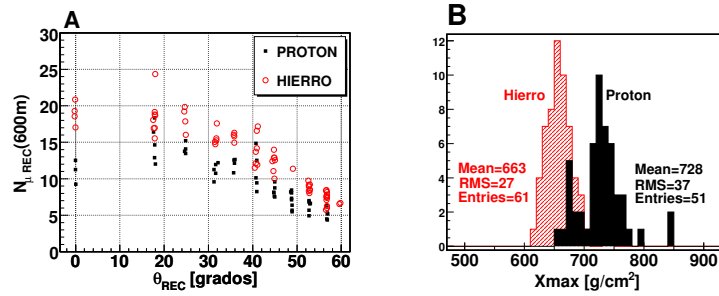 A
B
30
25
20
15
10
5
0
N μ REC (600m)
PROTON
HIERRO
0 10 20 30 40 50 60
θREC [grados]
12
10
8
6
4
2
0
Hierro
Proton
Mean=663
RMS=27
Entries=61
Mean=728
RMS=37
Entries=51
500 600 700 800 900
Xmax [g/cm²]